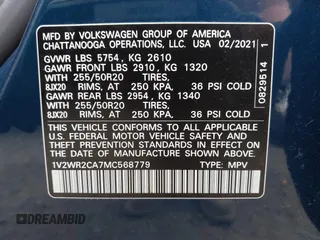 MFD BY VOLKSWAGEN GROUP OF AMERICA
CHATTANOOGA OPERATIONS, LLC. USA 02/2021
GVWR LBS 5754, KG 2610
GAWR FRONT LBS 2910, KG 1320
WITH 255/50R20 TIRES,
8JX20 RIMS, AT 250 KPA, 36 PSI COLD
GAWR REAR LBS 2954, KG 1340
WITH 255/50R20 TIRES,
8JX20 RIMS, AT 250 KPA, 36 PSI COLD
THIS VEHICLE CONFORMS TO ALL APPLICABLE
U.S. FEDERAL MOTOR VEHICLE SAFETY STANDARDS
IN EFFECT ON THE DATE OF MANUFACTURE
SHOWN ABOVE.
1V2WR2CA7MC568779 TYPE: MPV
0829514 1
DREAMBID